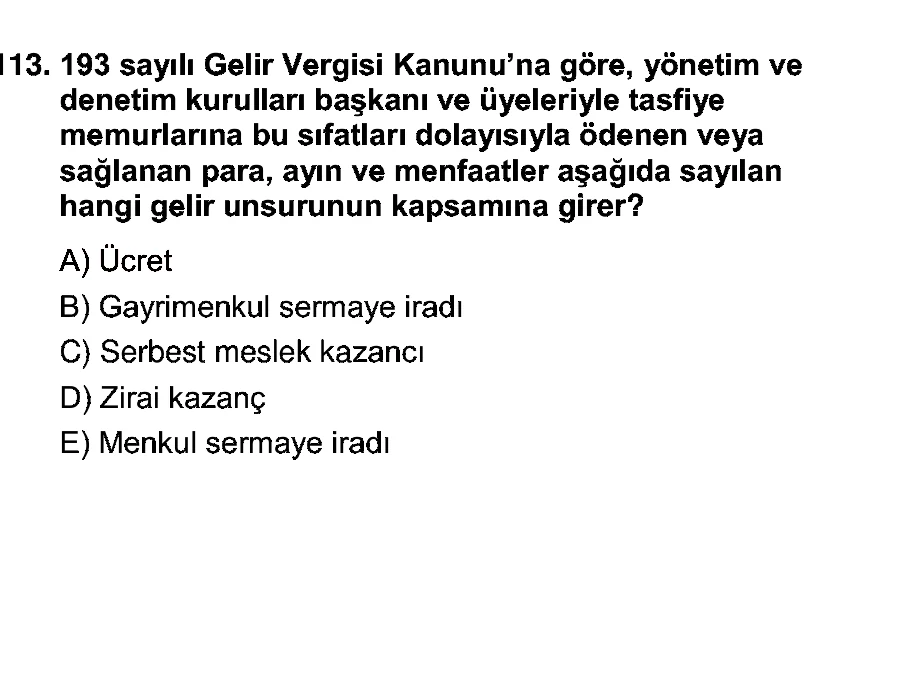 113. 193 sayılı Gelir Vergisi Kanunu’na göre, yönetim ve
denetim kurulları başkanı ve üyeleriyle tasfiye
memurlarına bu sıfatları dolayısıyla ödenen veya
sağlanan para, ayın ve menfaatler aşağıda sayılan
hangi gelir unsurunun kapsamına girer?
A) Ücret
B) Gayrimenkul sermaye iradı
C) Serbest meslek kazancı
D) Zirai kazanç
E) Menkul sermaye iradı